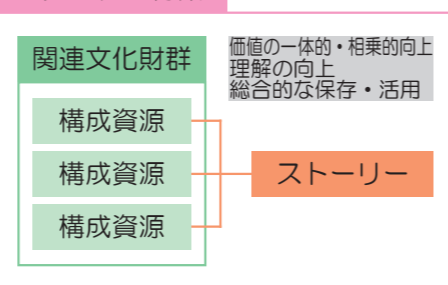 関連文化財群
価値の一体的・相乗的向上
理解の向上
総合的な保存・活用
構成資源
構成資源
構成資源
ストーリー